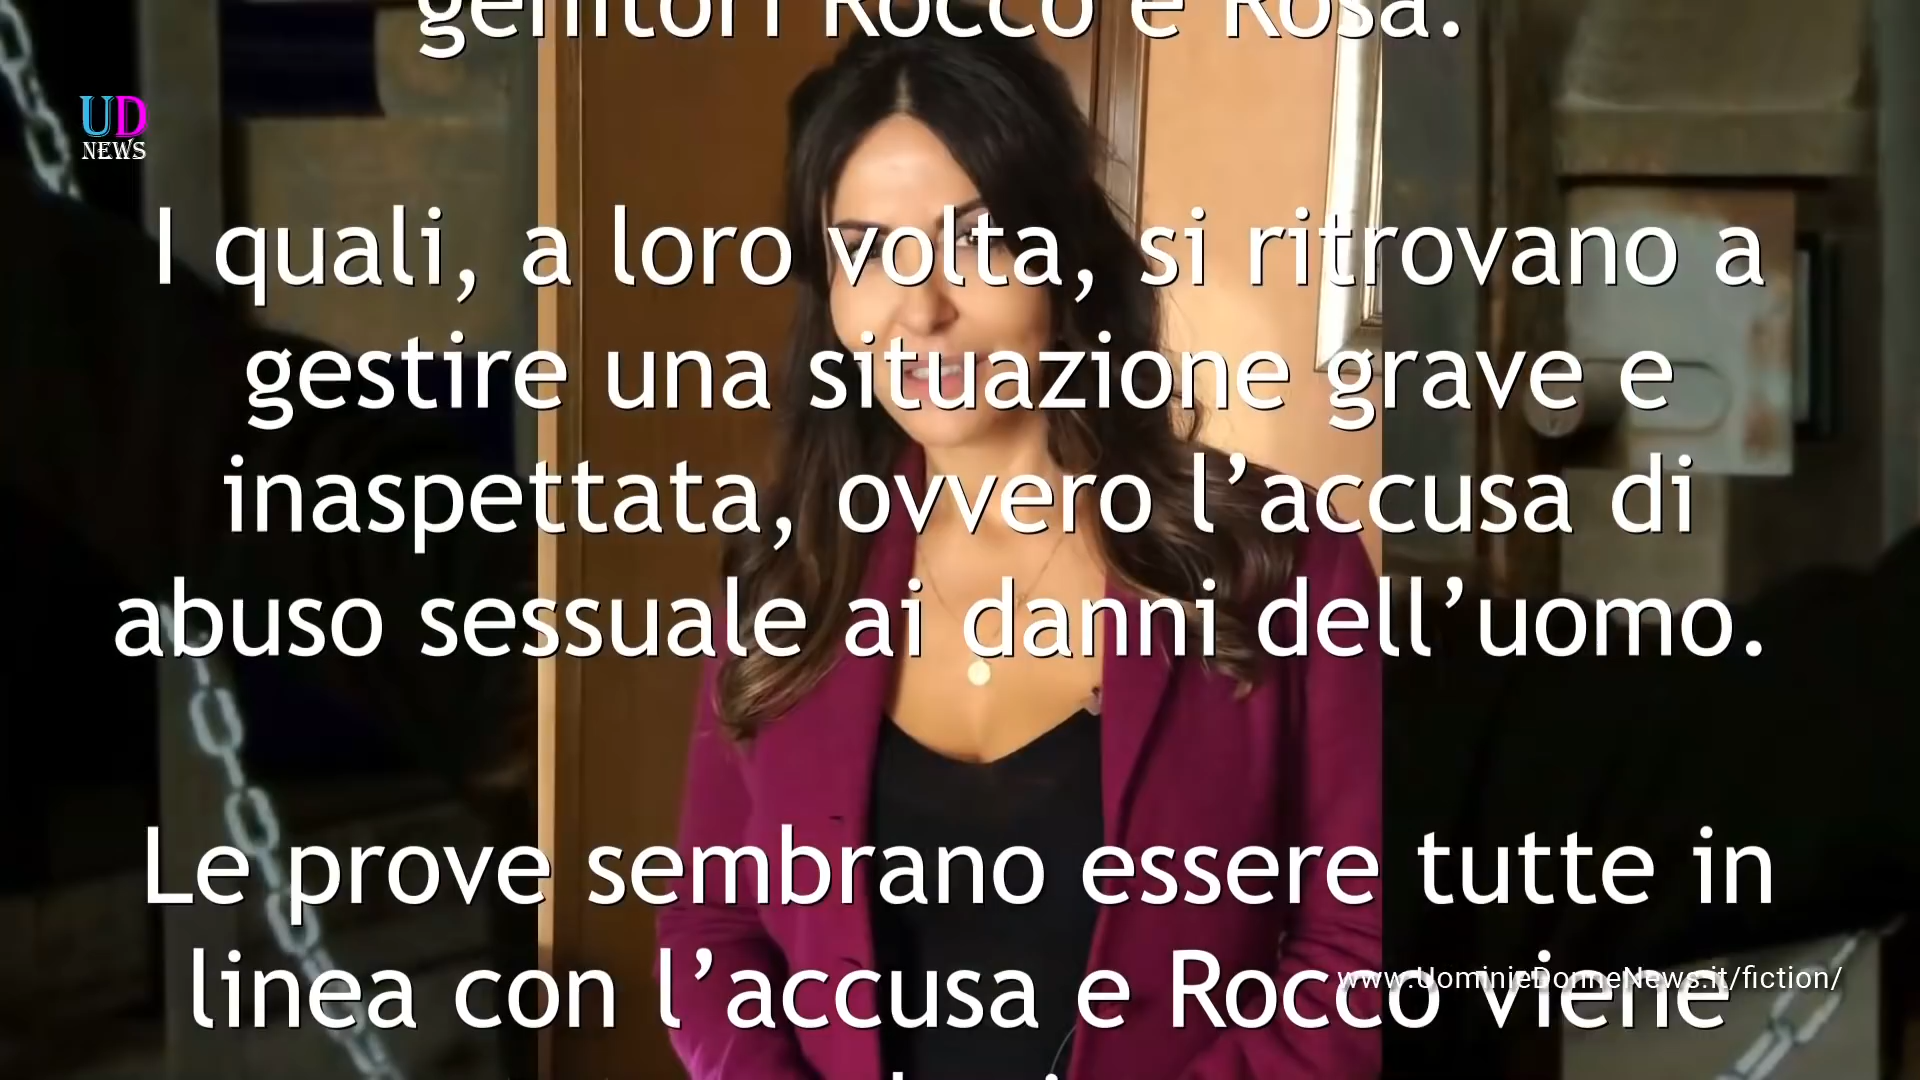 genitori Rocco e Rosa.
UD
NEWS
I quali, a loro volta, si ritrovano a
gestire una situazione grave e
inaspettata, ovvero l’accusa di
abuso sessuale ai danni dell’uomo.
Le prove sembrano essere tutte in
linea con l’accusa e Rocco viene
www.UominieDonneNews.it/fiction/